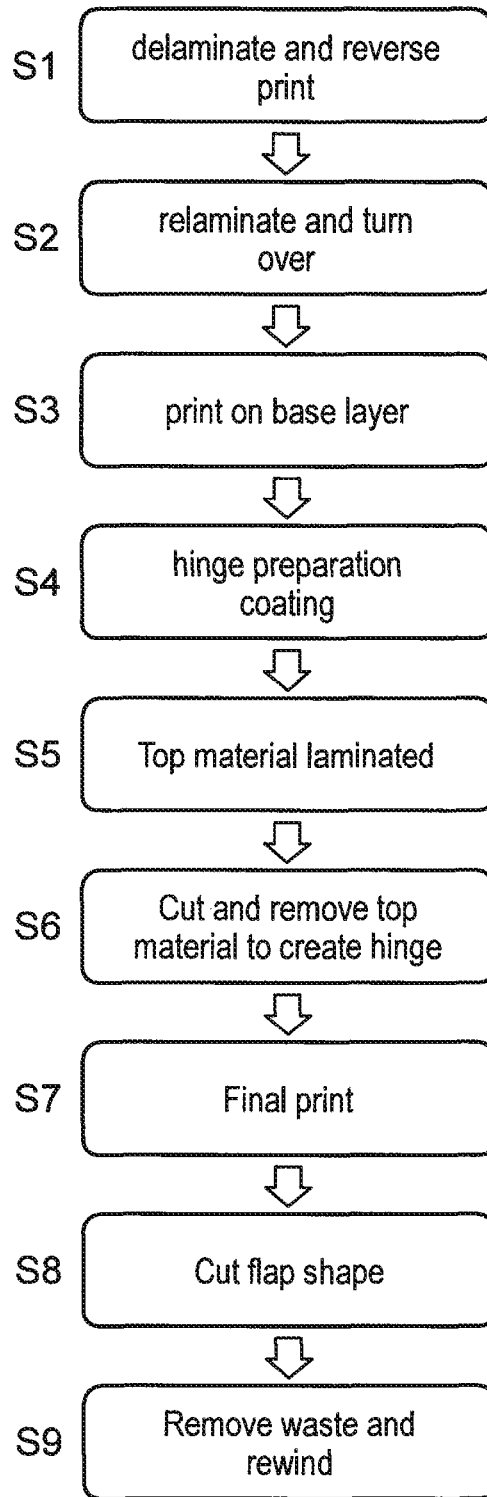 S1
delaminate and reverse
print
S2
relaminate and turn
over
S3
print on base layer
S4
hinge preparation
coating
S5
Top material laminated
S6
Cut and remove top
material to create hinge
S7
Final print
S8
Cut flap shape
S9
Remove waste and
rewind